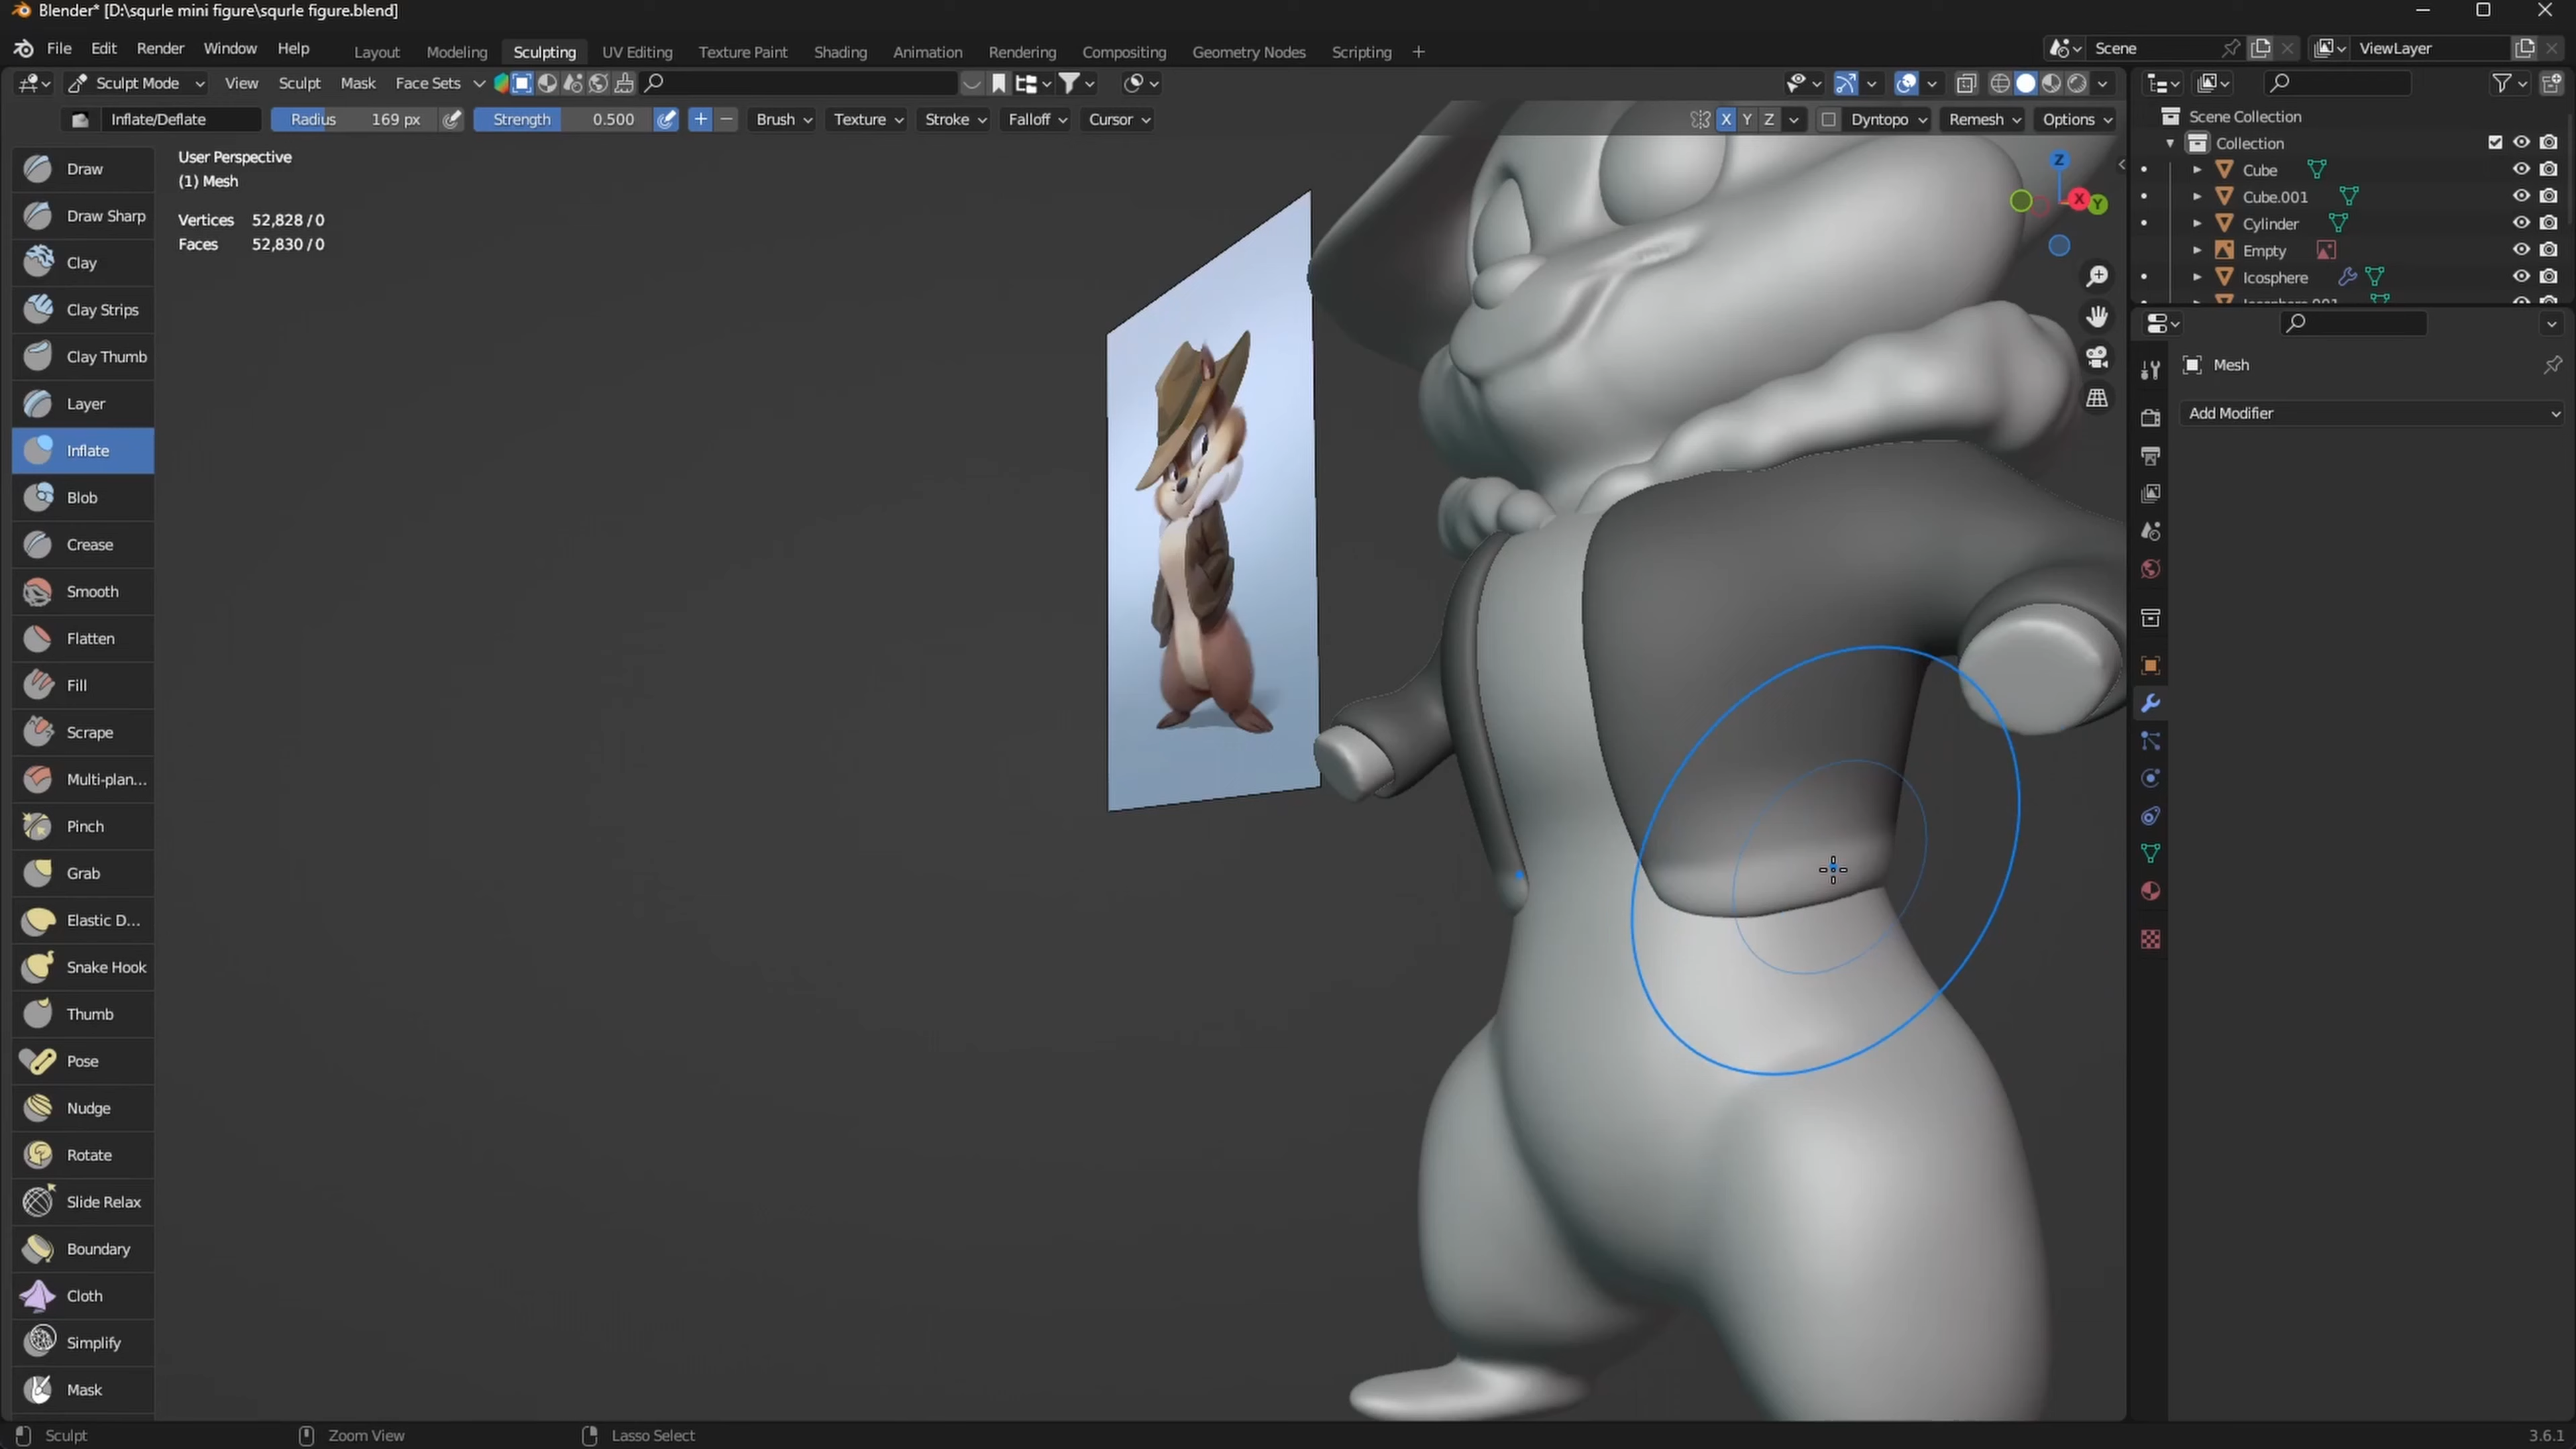 Blender* [D:\squrle mini figure\squrle figure.blend]
File Edit Render Window Help Layout Modeling Sculpting UV Editing Texture Paint Shading Animation Rendering Compositing Geometry Nodes Scripting + Scene ViewLayer
Sculpt Mode View Sculpt Mask Face Sets
Inflate/Deflate Radius 169 px Strength 0.500 + − Brush Texture Stroke Falloff Cursor X Y Z Dyntopo Remesh Options
User Perspective
(1) Mesh
Vertices 52,828 / 0
Faces 52,830 / 0
Draw
Draw Sharp
Clay
Clay Strips
Clay Thumb
Layer
Inflate
Blob
Crease
Smooth
Flatten
Fill
Scrape
Multi-plan...
Pinch
Grab
Elastic D...
Snake Hook
Thumb
Pose
Nudge
Rotate
Slide Relax
Boundary
Cloth
Simplify
Mask
Z
X
Y
Scene Collection
Collection
Cube
Cube.001
Cylinder
Empty
Icosphere
Icosphere.001
Mesh
Add Modifier
Sculpt Zoom View Lasso Select 3.6.1